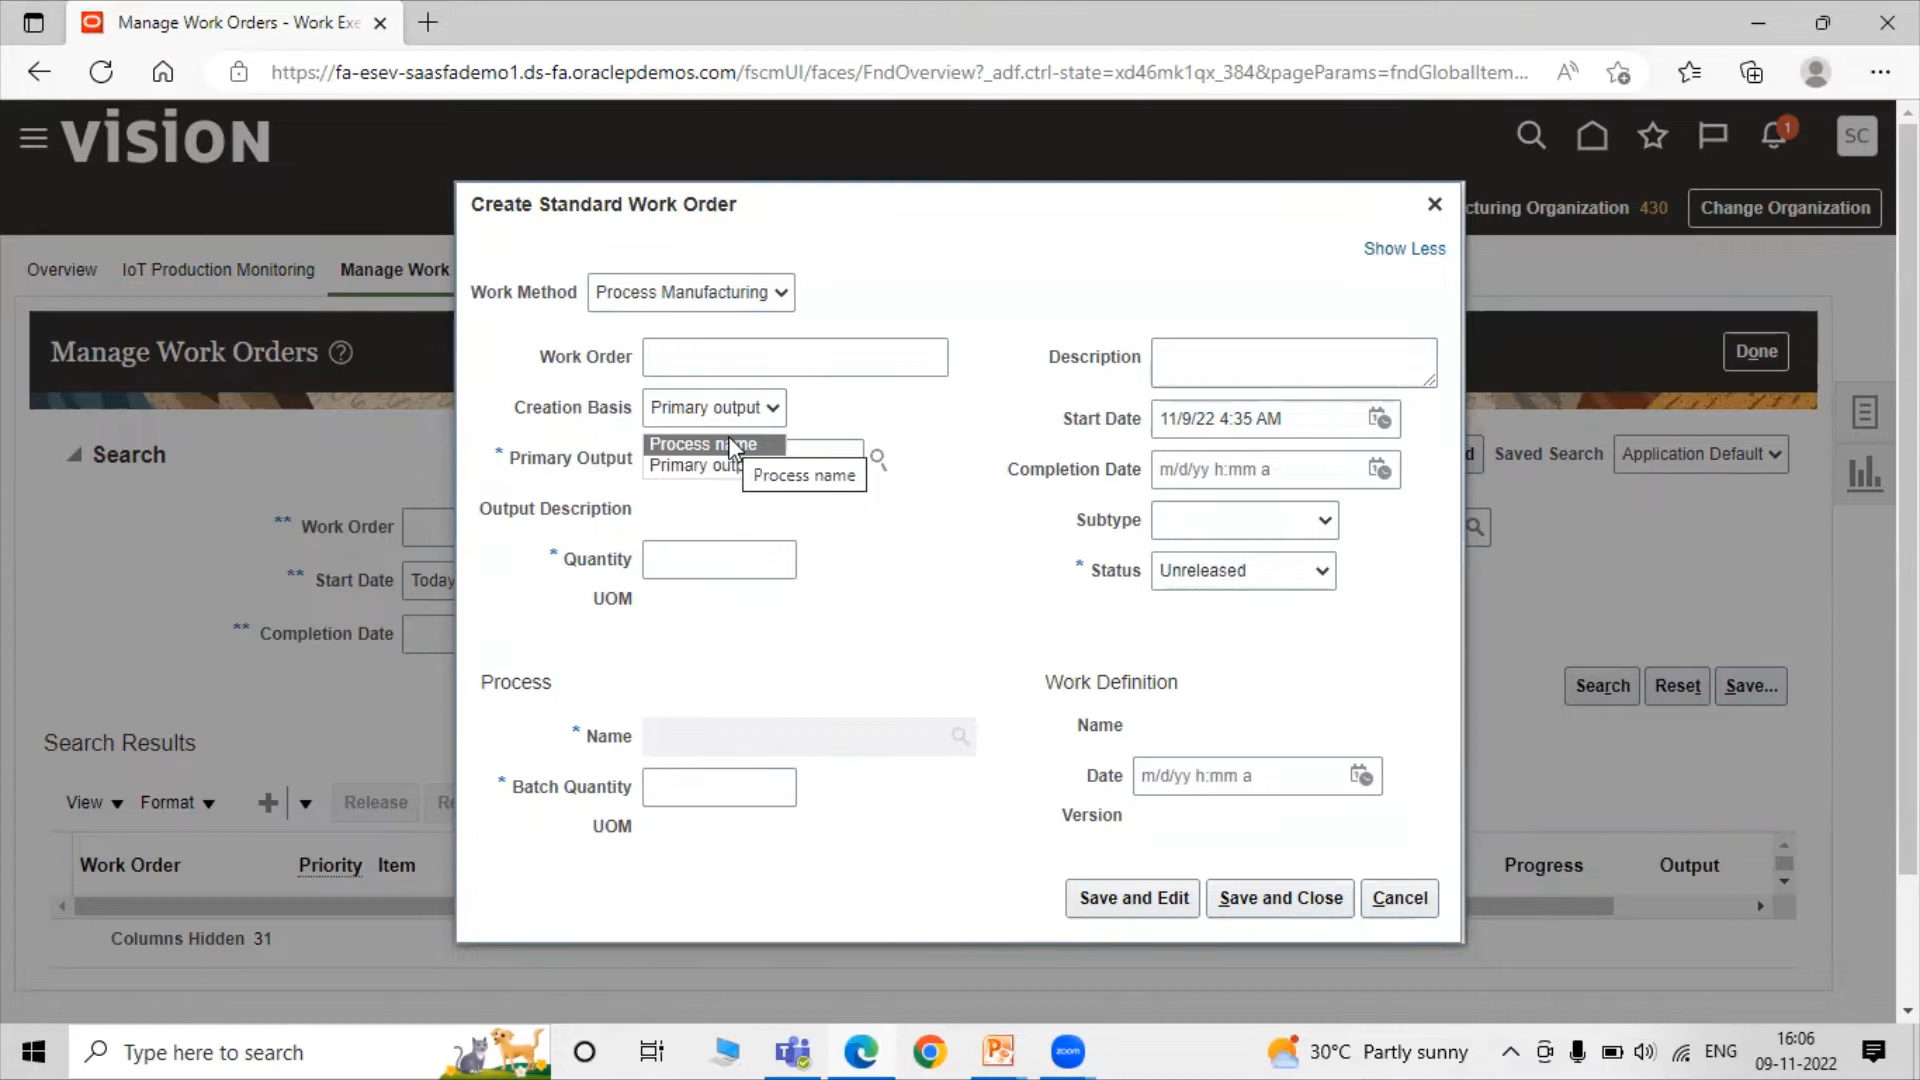 Manage Work Orders - Work Exe
https://fa-esev-saasfademo1.ds-fa.oraclepdemos.com/fscmUI/faces/FndOverview?_adf.ctrl-state=xd46mk1qx_384&pageParams=fndGlobalItem...
VISION
1
SC
cturing Organization 430
Change Organization
Create Standard Work Order
Show Less
Overview
IoT Production Monitoring
Manage Work
Work Method
Process Manufacturing
Manage Work Orders
Done
Work Order
Description
Creation Basis
Primary output
Start Date
11/9/22 4:35 AM
Process name
* Primary Output
Primary outp
Process name
Completion Date
m/d/yy h:mm a
Search
d
Saved Search
Application Default
Output Description
Subtype
** Work Order
* Quantity
* Status
Unreleased
** Start Date
Today
UOM
** Completion Date
Process
Work Definition
Search
Reset
Save...
* Name
Name
Search Results
* Batch Quantity
Date
m/d/yy h:mm a
View
Format
Release
Re
UOM
Version
Work Order
Priority
Item
Progress
Output
Save and Edit
Save and Close
Cancel
Columns Hidden 31
Type here to search
zoom
30°C Partly sunny
ENG
16:06
09-11-2022